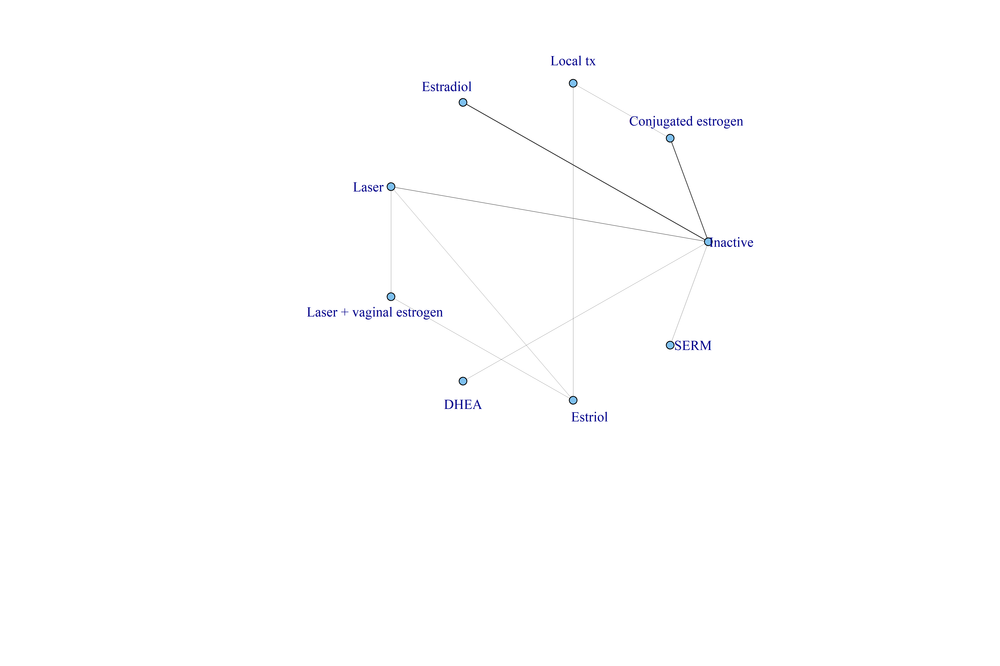 Local tx
Estradiol
Conjugated estrogen
Laser
Inactive
Laser + vaginal estrogen
SERM
DHEA
Estriol